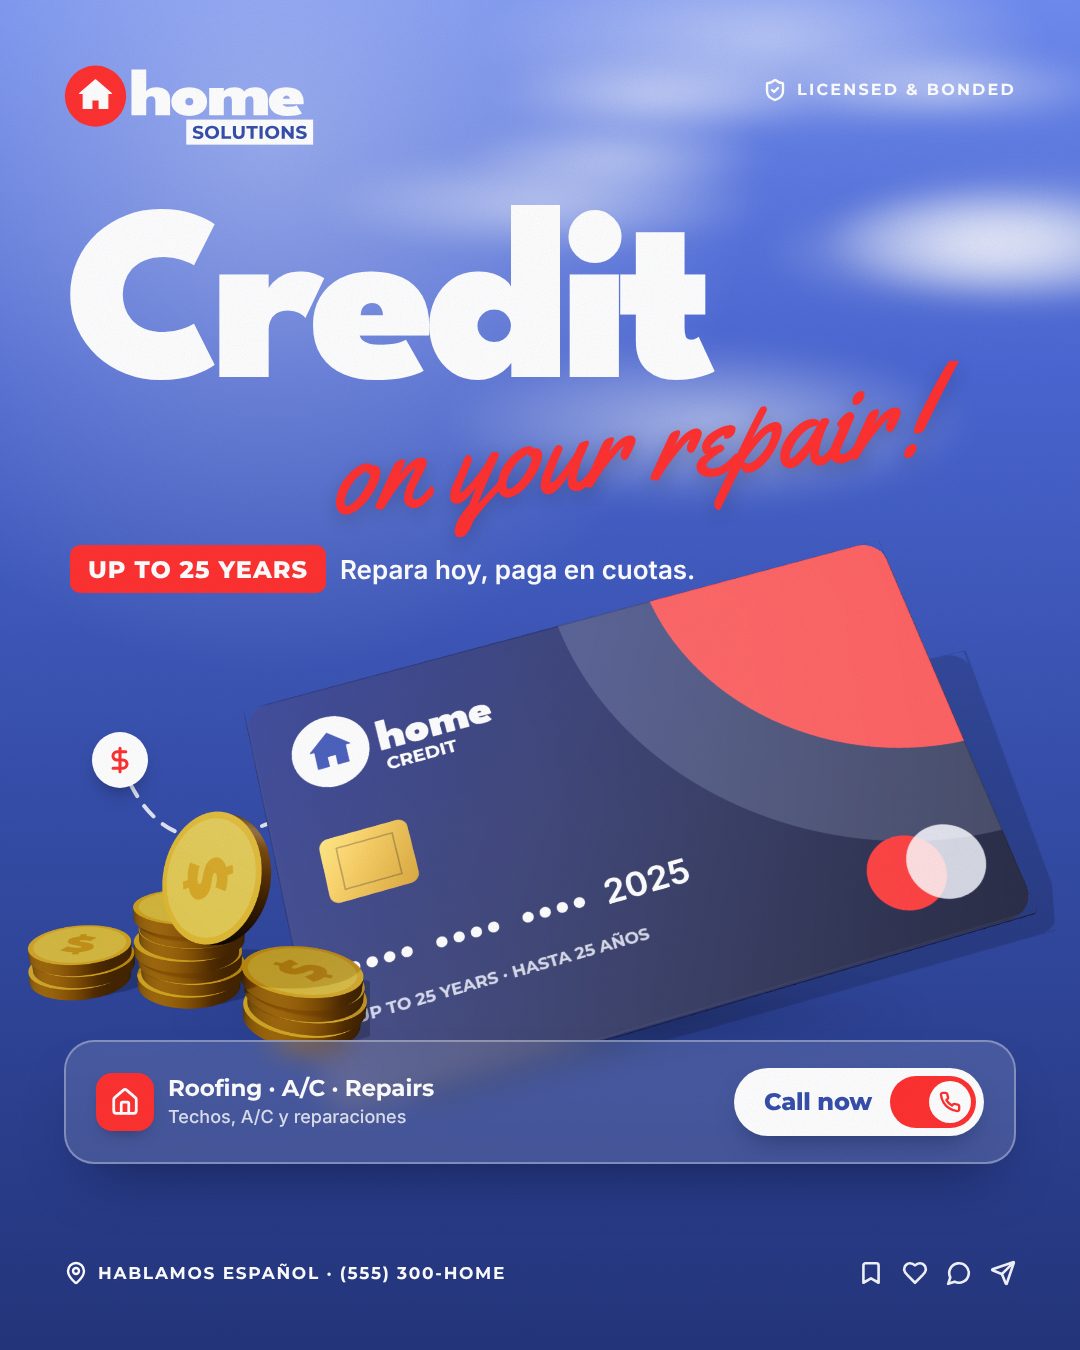 home
SOLUTIONS
LICENSED & BONDED
Credit
on your repair!
UP TO 25 YEARS
Repara hoy, paga en cuotas.
home
CREDIT
$
$
$
$
•••• •••• •••• 2025
UP TO 25 YEARS · HASTA 25 AÑOS
Roofing · A/C · Repairs
Techos, A/C y reparaciones
Call now
HABLAMOS ESPAÑOL · (555) 300-HOME